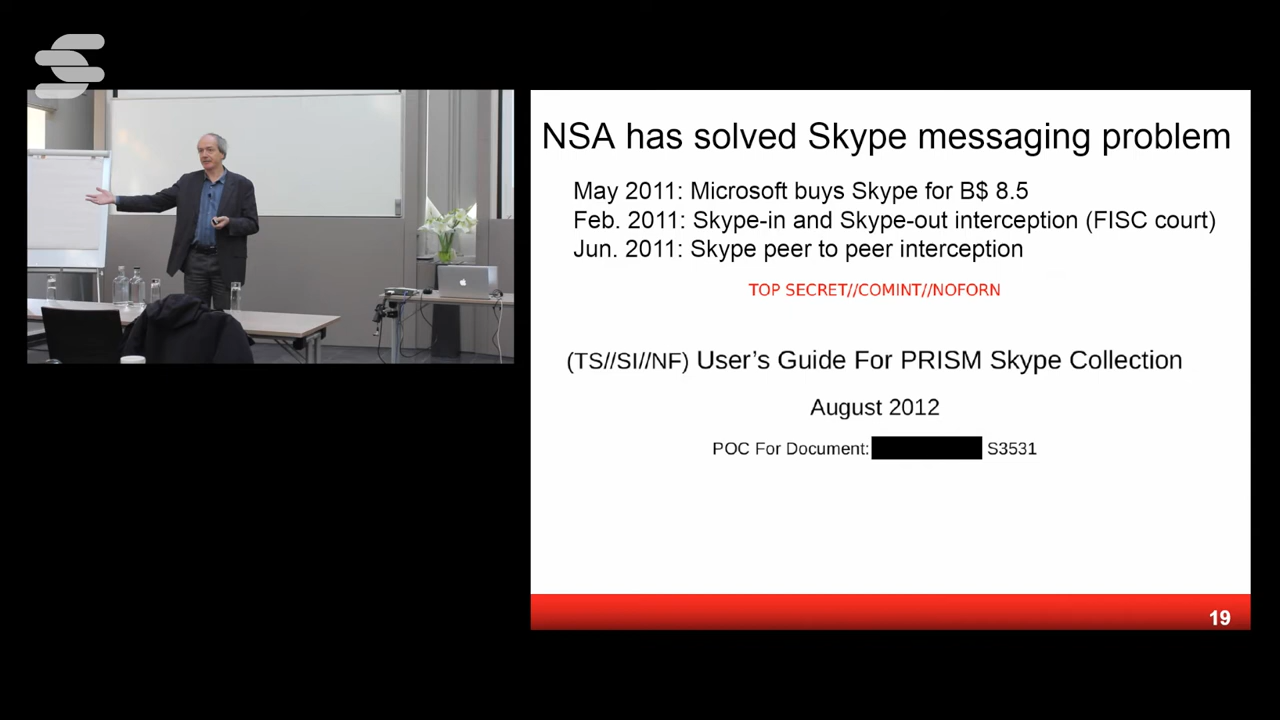 NSA has solved Skype messaging problem
May 2011: Microsoft buys Skype for B$ 8.5
Feb. 2011: Skype-in and Skype-out interception (FISC court)
Jun. 2011: Skype peer to peer interception
TOP SECRET//COMINT//NOFORN
(TS//SI//NF) User’s Guide For PRISM Skype Collection
August 2012
POC For Document: S3531
19